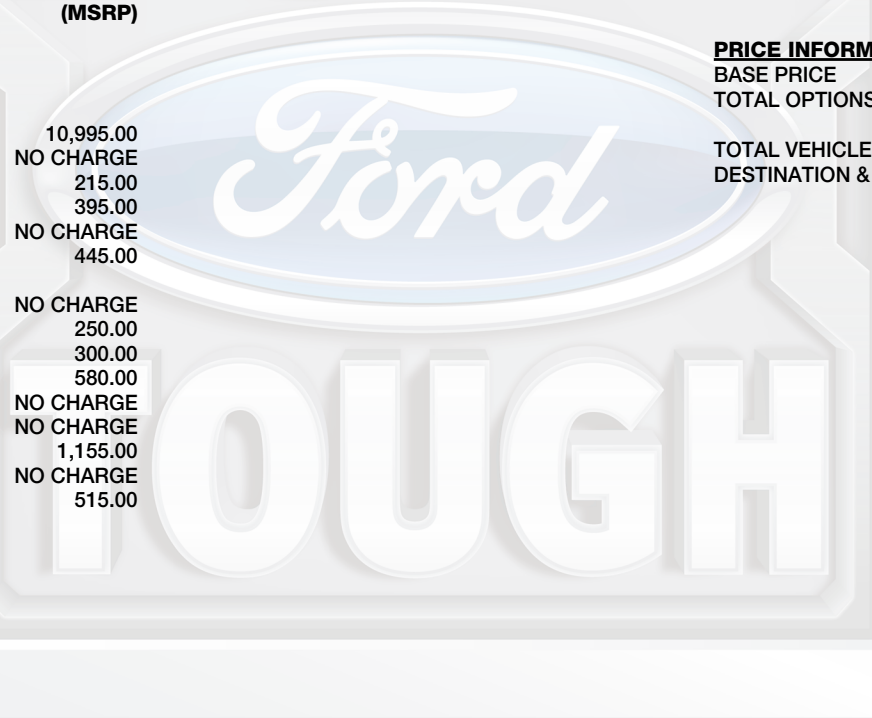 (MSRP)
10,995.00
NO CHARGE
215.00
395.00
NO CHARGE
445.00
NO CHARGE
250.00
300.00
580.00
NO CHARGE
NO CHARGE
1,155.00
NO CHARGE
515.00
PRICE INFORM
BASE PRICE
TOTAL OPTIONS
TOTAL VEHICLE
DESTINATION &
Ford
TOUGH